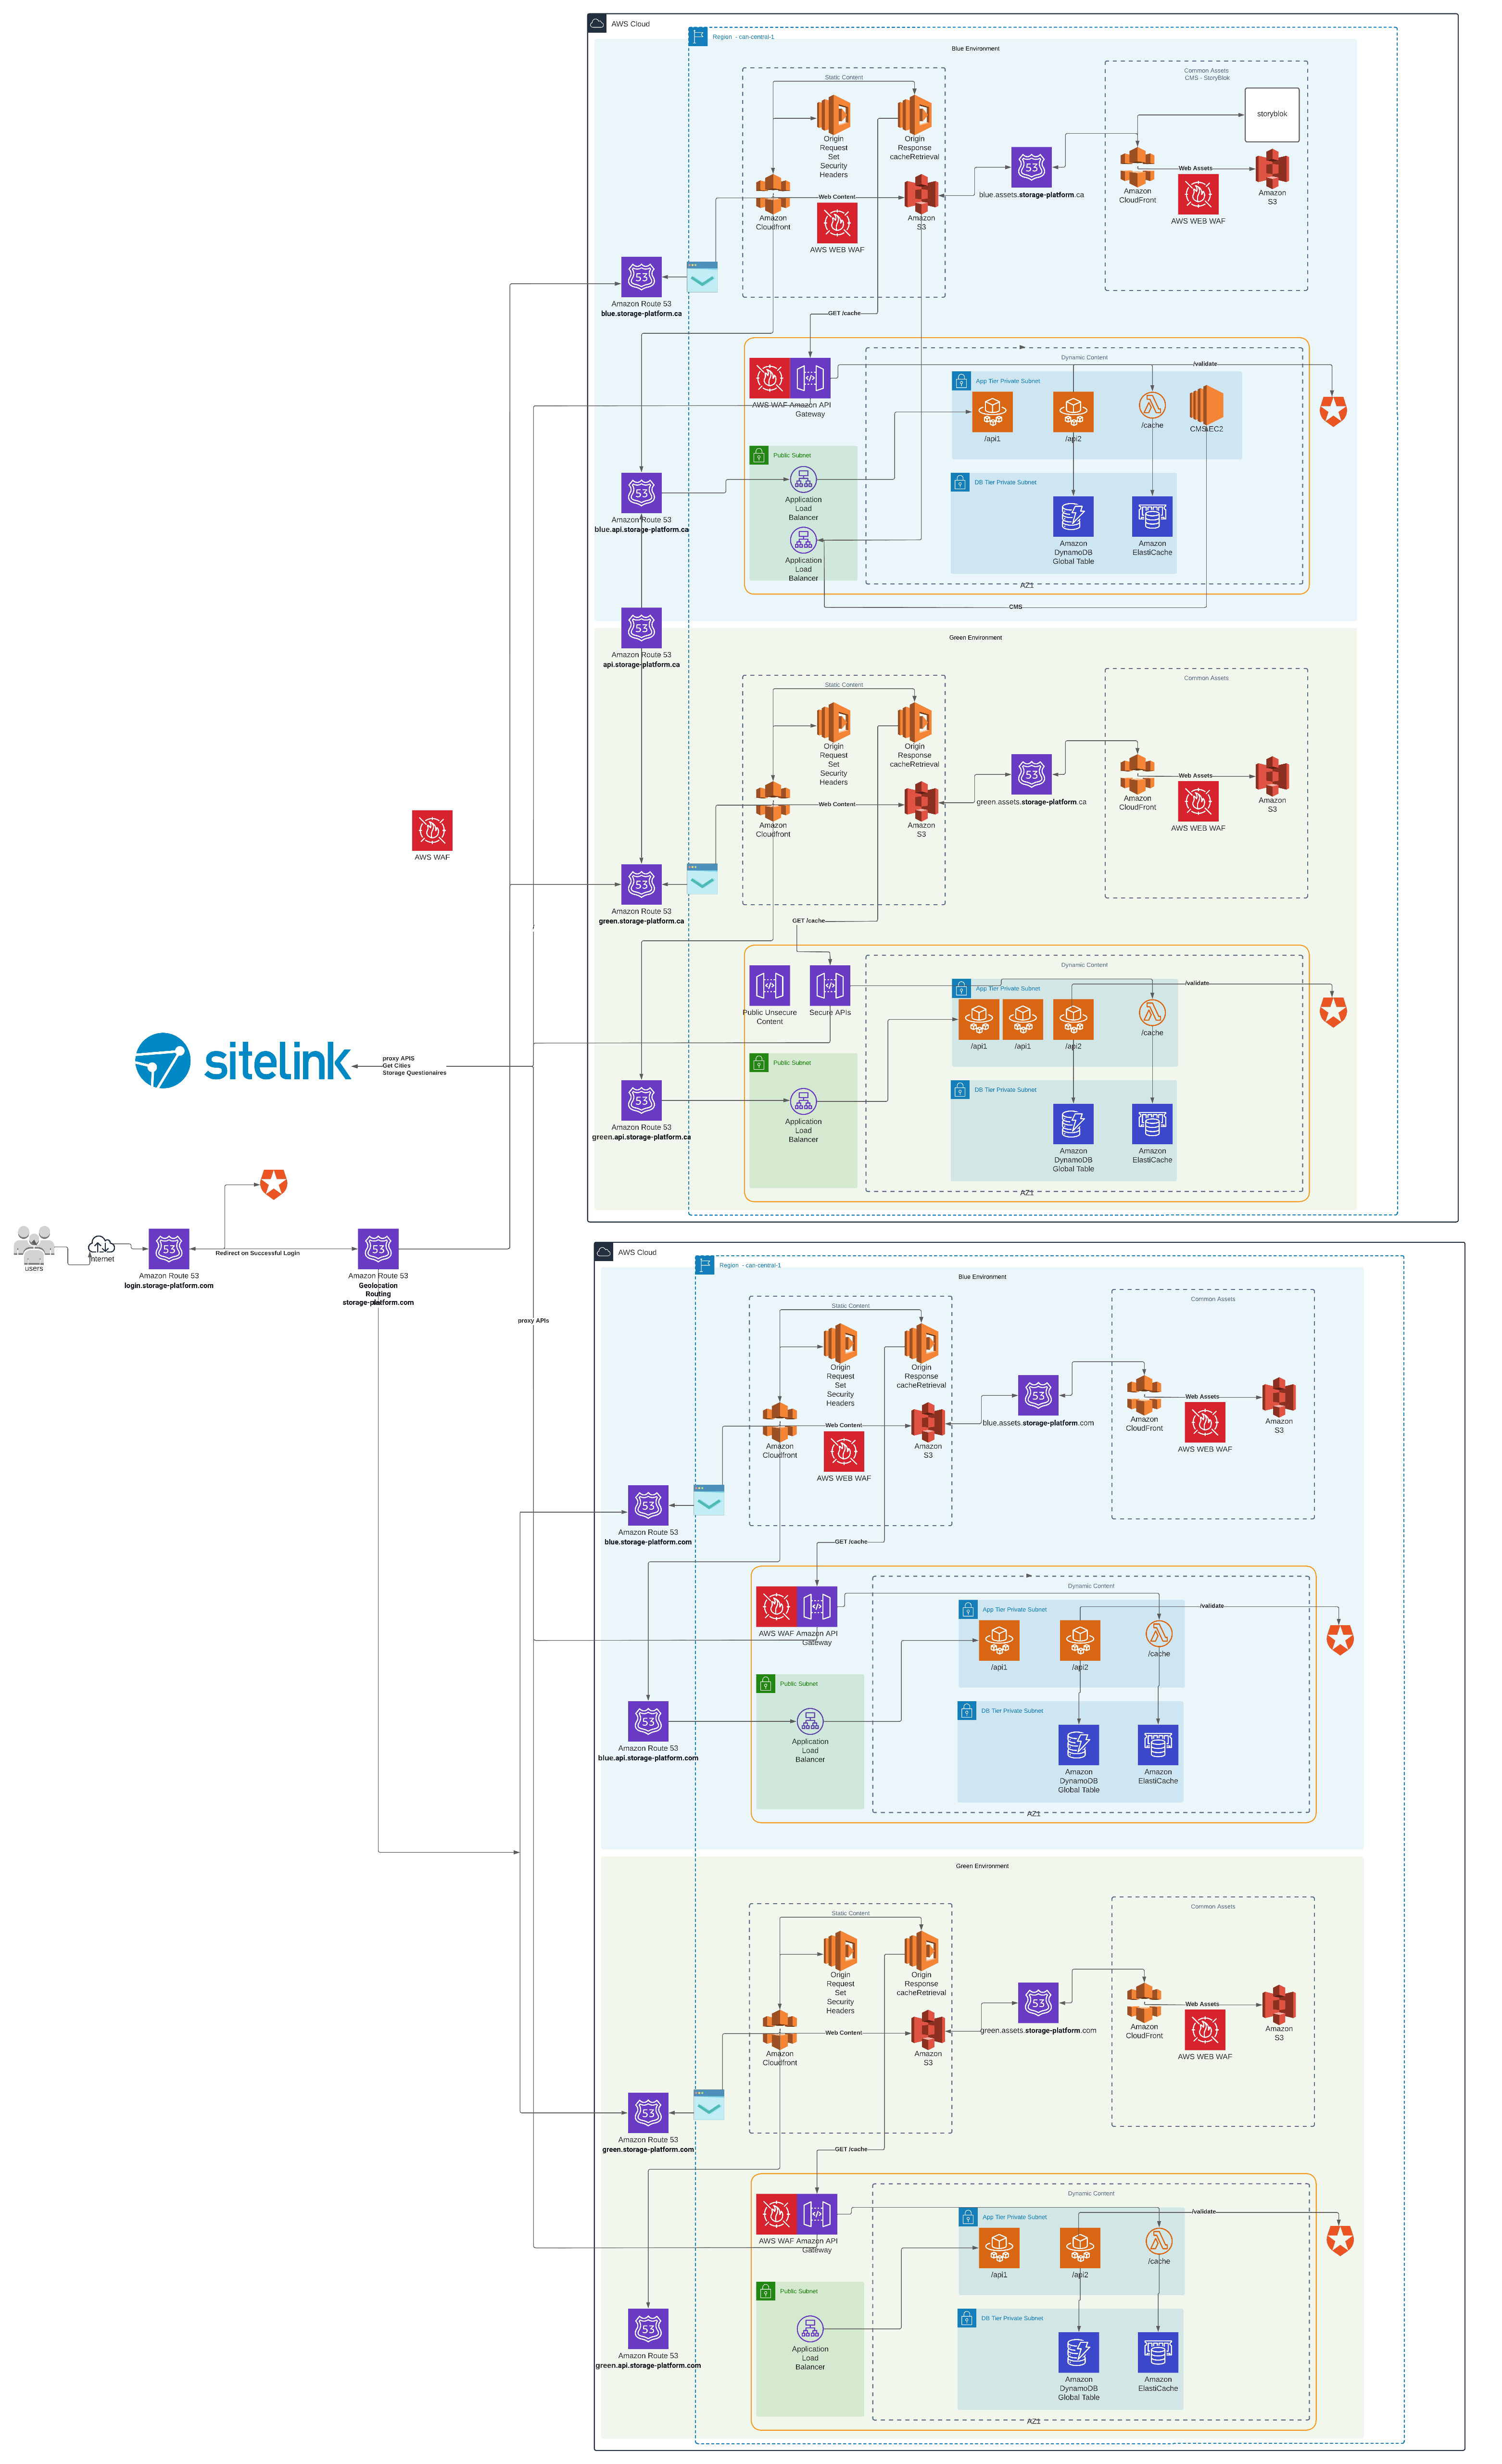 AWS Cloud
Region - can-central-1
Blue Environment
Static Content
Origin
Request
Set
Security
Headers
Origin
Response
cacheRetrieval
Amazon
Cloudfront
Web Content
AWS WEB WAF
Amazon
S3
53
blue.assets.storage-platform.ca
Common Assets
CMS - StoryBlok
storyblok
Amazon
CloudFront
Web Assets
AWS WEB WAF
Amazon
S3
53
Amazon Route 53
blue.storage-platform.ca
GET /cache
AWS WAF
Amazon API
Gateway
Dynamic Content
/validate
App Tier Private Subnet
/api1
/api2
/cache
CMS EC2
Public Subnet
Application
Load
Balancer
Application
Load
Balancer
DB Tier Private Subnet
Amazon
DynamoDB
Global Table
Amazon
ElastiCache
AZ1
CMS
53
Amazon Route 53
blue.api.storage-platform.ca
53
Amazon Route 53
api.storage-platform.ca
Green Environment
Static Content
Origin
Request
Set
Security
Headers
Origin
Response
cacheRetrieval
Amazon
Cloudfront
Web Content
Amazon
S3
53
green.assets.storage-platform.ca
Common Assets
Amazon
CloudFront
Web Assets
AWS WEB WAF
Amazon
S3
AWS WAF
53
Amazon Route 53
green.storage-platform.ca
/
GET /cache
Public Unsecure
Content
Secure APIs
Dynamic Content
/validate
App Tier Private Subnet
/api1
/api1
/api2
/cache
Public Subnet
Application
Load
Balancer
DB Tier Private Subnet
Amazon
DynamoDB
Global Table
Amazon
ElastiCache
AZ1
53
Amazon Route 53
green.api.storage-platform.ca
sitelink
proxy APIS
Get Cities
Storage Questionaires
users
Internet
53
Amazon Route 53
login.storage-platform.com
Redirect on Successful Login
53
Amazon Route 53
Geolocation
Routing
storage-platform.com
proxy APIs
AWS Cloud
Region - can-central-1
Blue Environment
Static Content
Origin
Request
Set
Security
Headers
Origin
Response
cacheRetrieval
Amazon
Cloudfront
Web Content
AWS WEB WAF
Amazon
S3
53
blue.assets.storage-platform.com
Common Assets
Amazon
CloudFront
Web Assets
AWS WEB WAF
Amazon
S3
53
Amazon Route 53
blue.storage-platform.com
GET /cache
AWS WAF
Amazon API
Gateway
Dynamic Content
/validate
App Tier Private Subnet
/api1
/api2
/cache
Public Subnet
Application
Load
Balancer
DB Tier Private Subnet
Amazon
DynamoDB
Global Table
Amazon
ElastiCache
AZ1
53
Amazon Route 53
blue.api.storage-platform.com
Green Environment
Static Content
Origin
Request
Set
Security
Headers
Origin
Response
cacheRetrieval
Amazon
Cloudfront
Web Content
Amazon
S3
53
green.assets.storage-platform.com
Common Assets
Amazon
CloudFront
Web Assets
AWS WEB WAF
Amazon
S3
53
Amazon Route 53
green.storage-platform.com
GET /cache
AWS WAF
Amazon API
Gateway
Dynamic Content
/validate
App Tier Private Subnet
/api1
/api2
/cache
Public Subnet
Application
Load
Balancer
DB Tier Private Subnet
Amazon
DynamoDB
Global Table
Amazon
ElastiCache
AZ1
53
Amazon Route 53
green.api.storage-platform.com